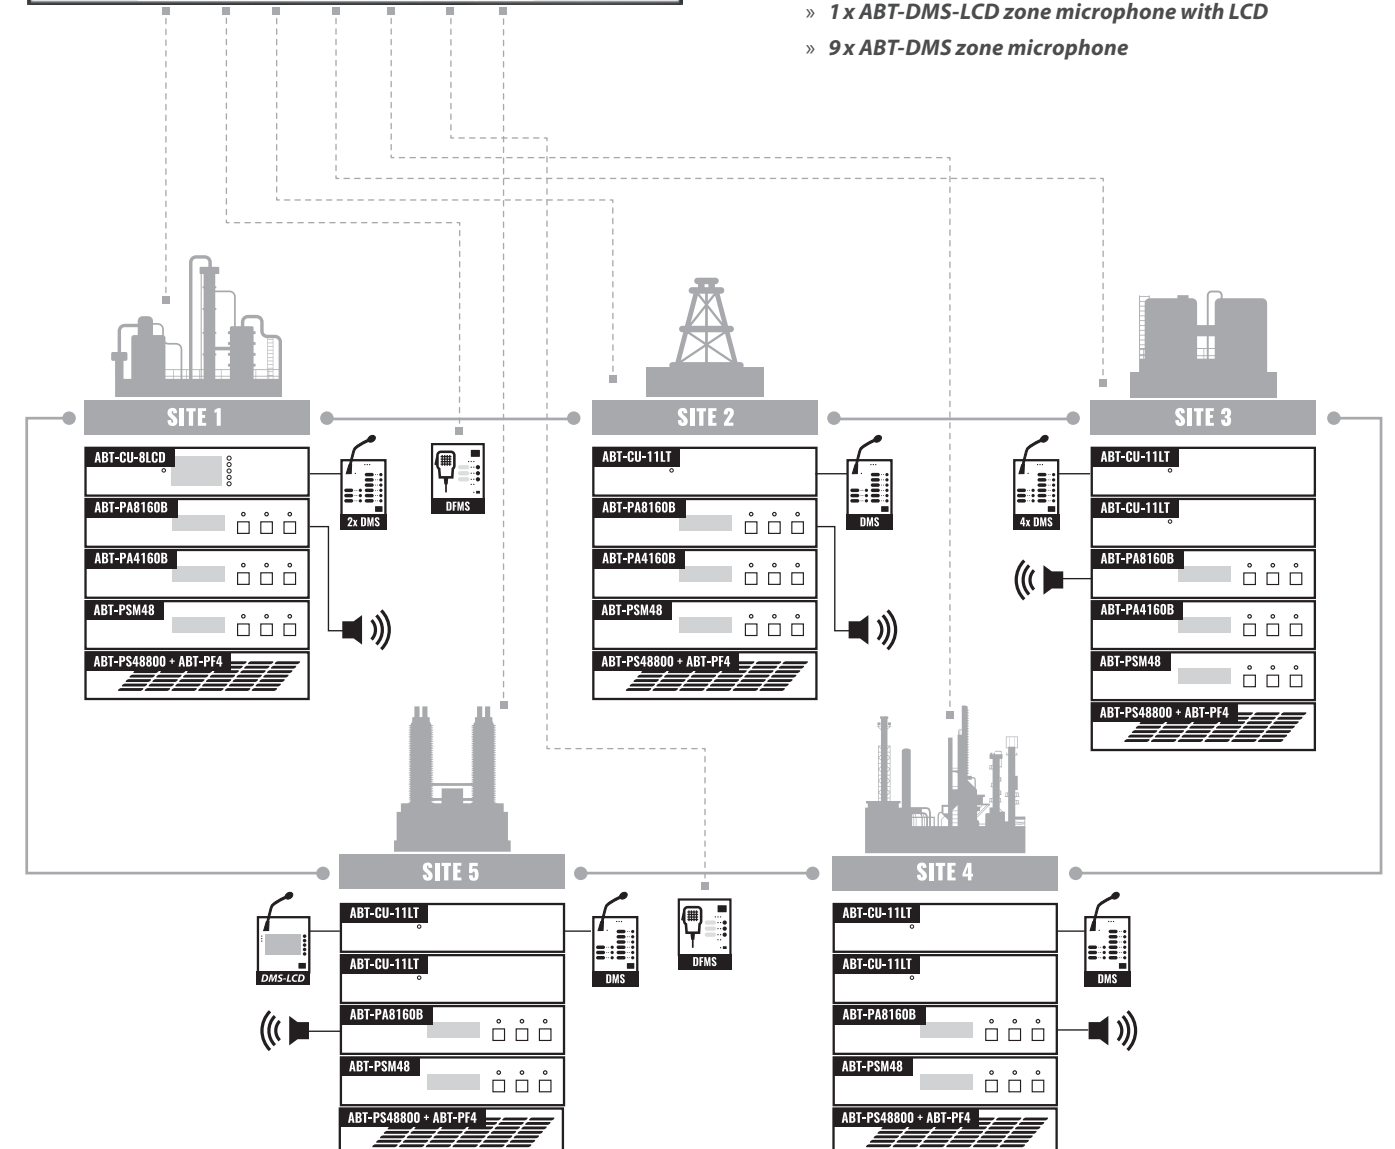 » 1 x ABT-DMS-LCD zone microphone with LCD
» 9 x ABT-DMS zone microphone
SITE 1
ABT-CU-8LCD
ABT-PA8160B
ABT-PA4160B
ABT-PSM48
ABT-PS48800 + ABT-PF4
2x DMS
DFMS
SITE 2
ABT-CU-11LT
ABT-PA8160B
ABT-PA4160B
ABT-PSM48
ABT-PS48800 + ABT-PF4
DMS
SITE 3
ABT-CU-11LT
ABT-CU-11LT
ABT-PA8160B
ABT-PA4160B
ABT-PSM48
ABT-PS48800 + ABT-PF4
4x DMS
SITE 5
ABT-CU-11LT
ABT-CU-11LT
ABT-PA8160B
ABT-PSM48
ABT-PS48800 + ABT-PF4
DMS-LCD
DMS
DFMS
SITE 4
ABT-CU-11LT
ABT-CU-11LT
ABT-PA8160B
ABT-PSM48
ABT-PS48800 + ABT-PF4
DMS